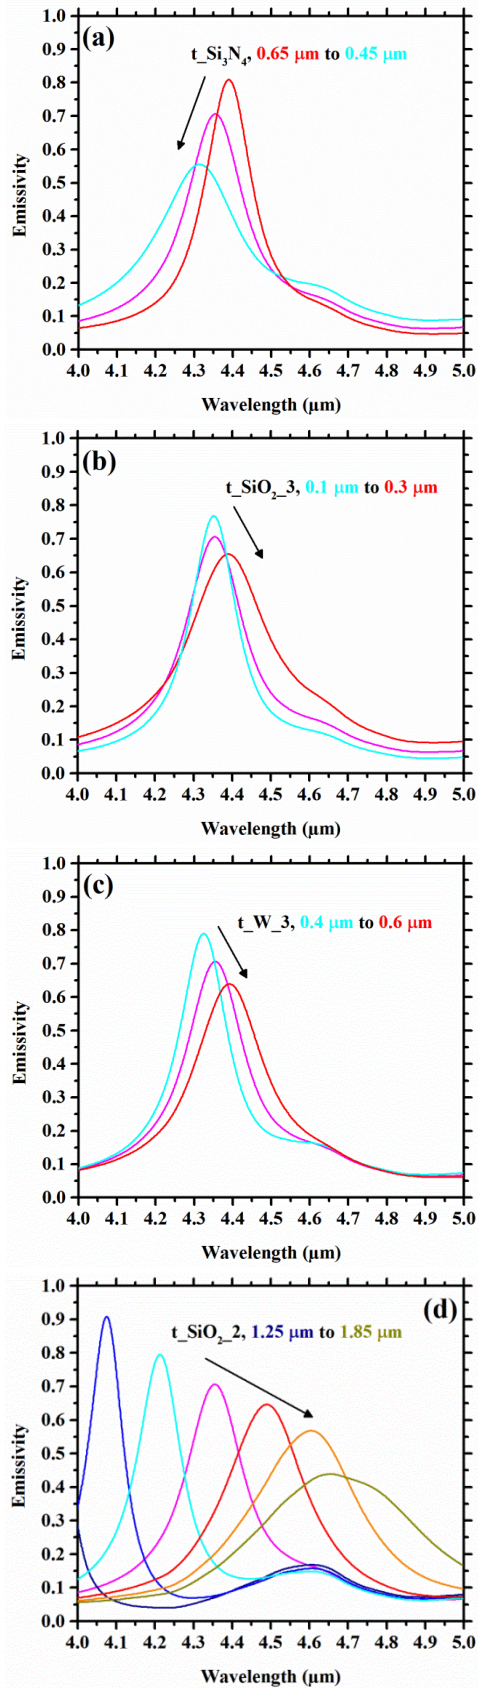 (a)
t_Si₃N₄, 0.65 μm to 0.45 μm
1.0
0.9
0.8
0.7
0.6
0.5
0.4
0.3
0.2
0.1
0.0
Emissivity
4.0 4.1 4.2 4.3 4.4 4.5 4.6 4.7 4.8 4.9 5.0
Wavelength (μm)
(b)
t_SiO₂_3, 0.1 μm to 0.3 μm
1.0
0.9
0.8
0.7
0.6
0.5
0.4
0.3
0.2
0.1
0.0
Emissivity
4.0 4.1 4.2 4.3 4.4 4.5 4.6 4.7 4.8 4.9 5.0
Wavelength (μm)
(c)
t_W_3, 0.4 μm to 0.6 μm
1.0
0.9
0.8
0.7
0.6
0.5
0.4
0.3
0.2
0.1
0.0
Emissivity
4.0 4.1 4.2 4.3 4.4 4.5 4.6 4.7 4.8 4.9 5.0
Wavelength (μm)
(d)
t_SiO₂_2, 1.25 μm to 1.85 μm
1.0
0.9
0.8
0.7
0.6
0.5
0.4
0.3
0.2
0.1
0.0
Emissivity
4.0 4.1 4.2 4.3 4.4 4.5 4.6 4.7 4.8 4.9 5.0
Wavelength (μm)